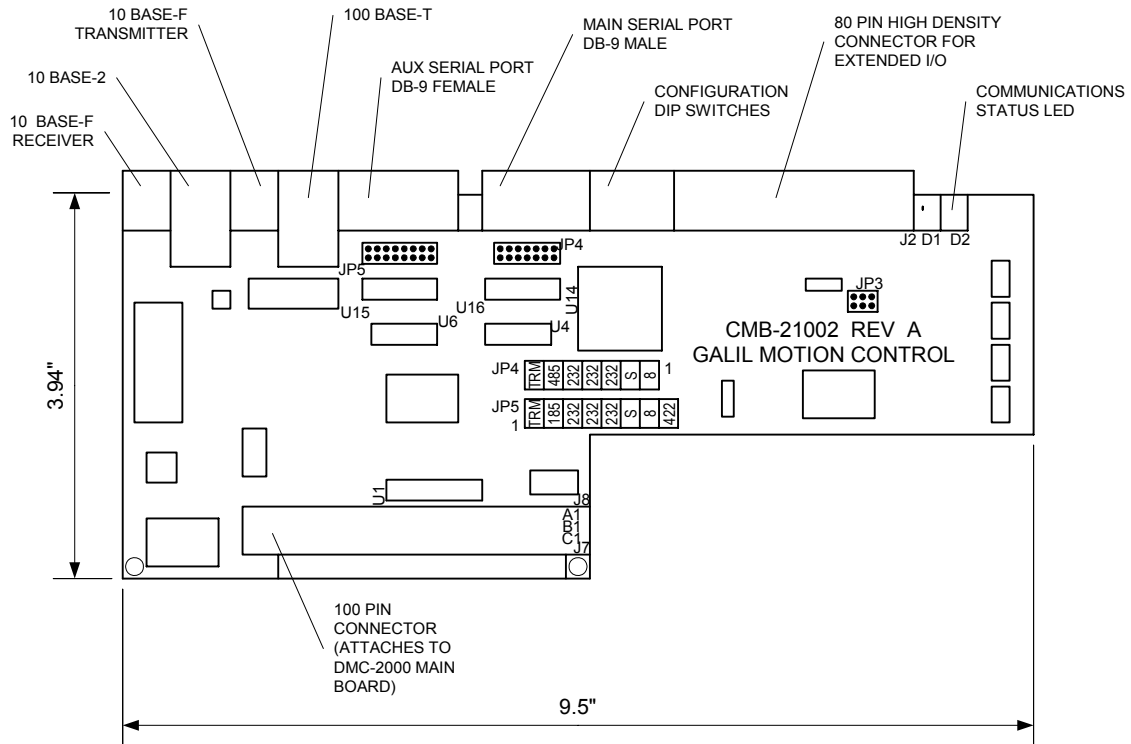 10 BASE-F
TRANSMITTER
100 BASE-T
MAIN SERIAL PORT
DB-9 MALE
80 PIN HIGH DENSITY
CONNECTOR FOR
EXTENDED I/O
10 BASE-2
AUX SERIAL PORT
DB-9 FEMALE
CONFIGURATION
DIP SWITCHES
COMMUNICATIONS
STATUS LED
10 BASE-F
RECEIVER
J2 D1 D2
JP4
JP5
JP3
U15
U16
U14
U6
U4
CMB-21002 REV A
GALIL MOTION CONTROL
JP4 TRM 485 232 232 232 S 8 1
JP5 TRM 185 232 232 232 S 8 422
1
3.94"
U1
J8
A1
B1
C1
J7
100 PIN
CONNECTOR
(ATTACHES TO
DMC-2000 MAIN
BOARD)
9.5"